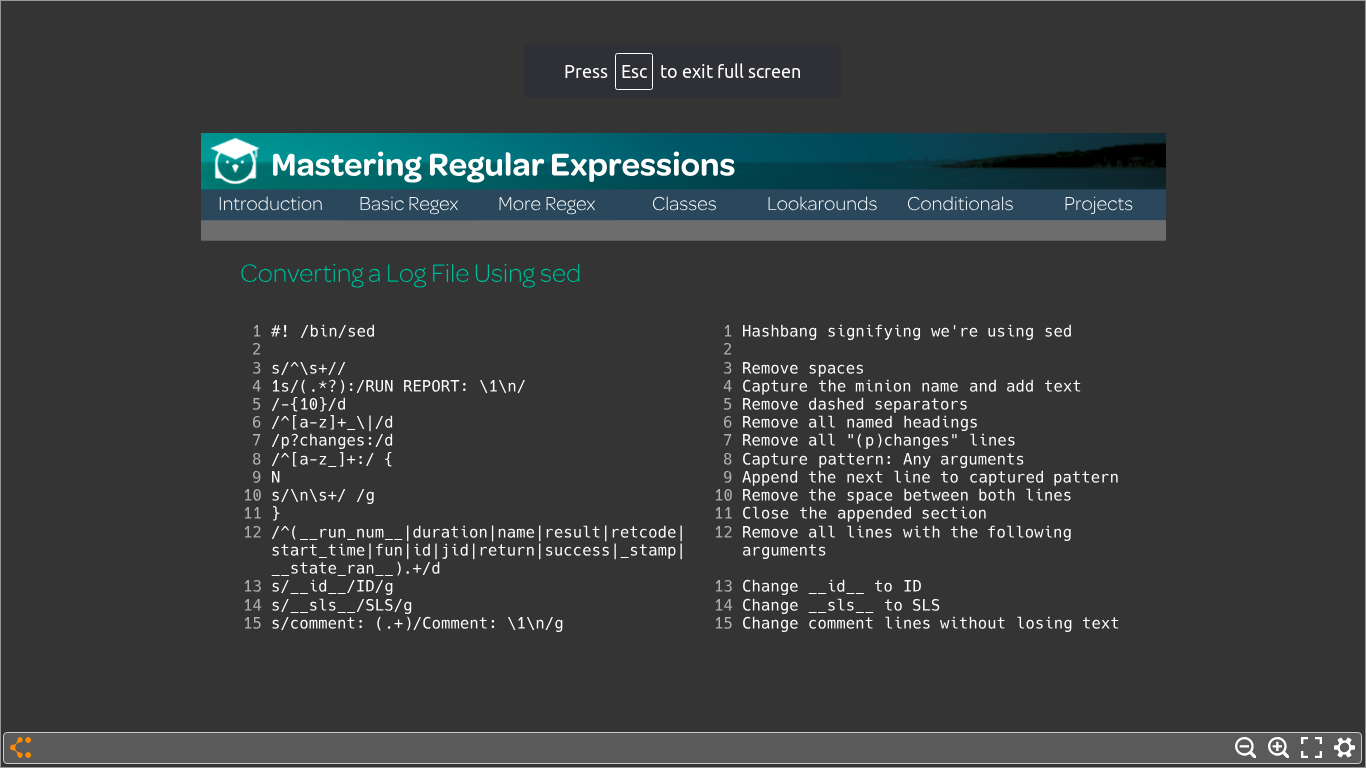 Press Esc to exit full screen
Mastering Regular Expressions
Introduction Basic Regex More Regex Classes Lookarounds Conditionals Projects
Converting a Log File Using sed
1 #! /bin/sed
2
3 s/^\s+//
4 1s/(.*?):/RUN REPORT: \1\n/
5 /-{10}/d
6 /^[a-z]+_\|/d
7 /p?changes:/d
8 /^[a-z_]+:/ {
9 N
10 s/\n\s+/ /g
11 }
12 /^(__run_num__|duration|name|result|retcode|
start_time|fun|id|jid|return|success|_stamp|
__state_ran__).+/d
13 s/__id__/ID/g
14 s/__sls__/SLS/g
15 s/comment: (.+)/Comment: \1\n/g
1 Hashbang signifying we're using sed
2
3 Remove spaces
4 Capture the minion name and add text
5 Remove dashed separators
6 Remove all named headings
7 Remove all "(p)changes" lines
8 Capture pattern: Any arguments
9 Append the next line to captured pattern
10 Remove the space between both lines
11 Close the appended section
12 Remove all lines with the following
arguments
13 Change __id__ to ID
14 Change __sls__ to SLS
15 Change comment lines without losing text